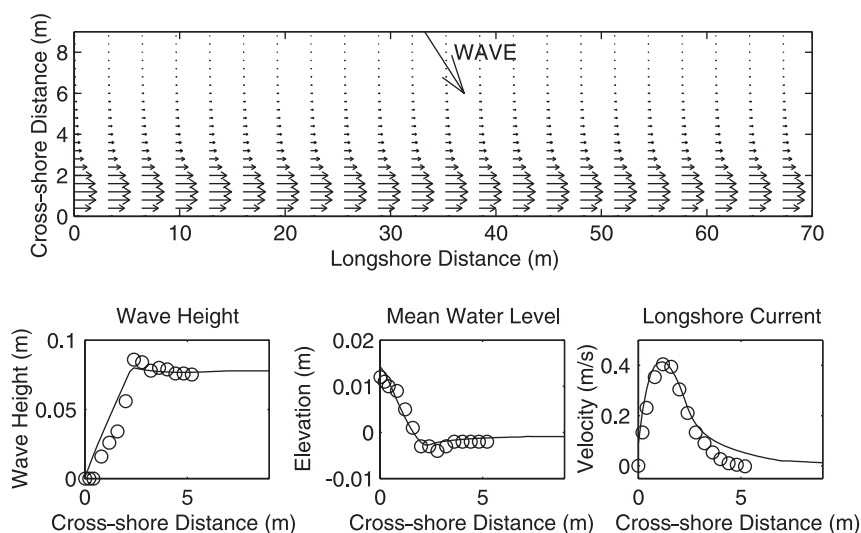 Cross–shore Distance (m)
8
6
4
2
0
WAVE
0 10 20 30 40 50 60 70
Longshore Distance (m)
Wave Height
Wave Height (m)
0.1
0.05
0
0 5
Cross–shore Distance (m)
Mean Water Level
Elevation (m)
0.02
0.01
0
-0.01
0 5
Cross–shore Distance (m)
Longshore Current
Velocity (m/s)
0.4
0.2
0
0 5
Cross–shore Distance (m)